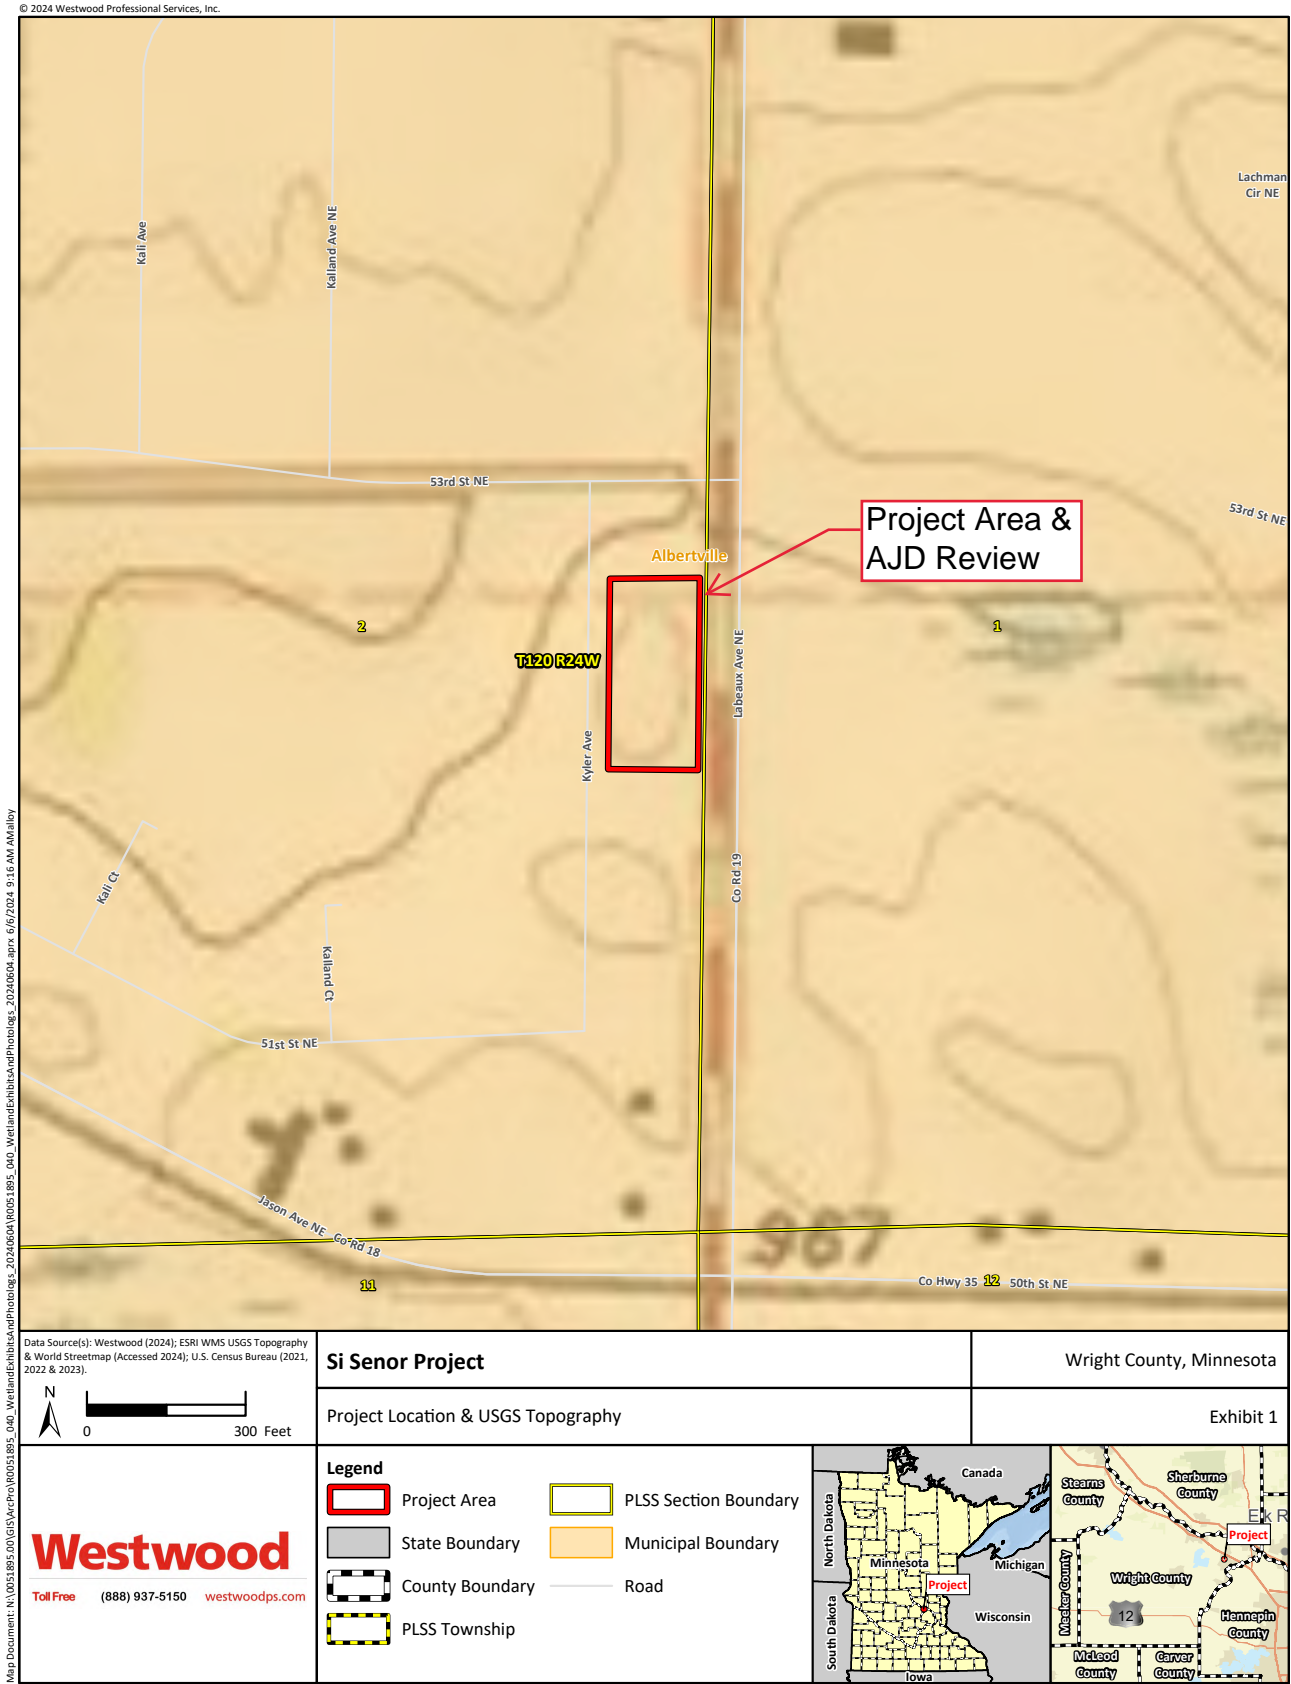 © 2024 Westwood Professional Services, Inc.
Lachman
Cir NE
Kali Ave
Kalland Ave NE
53rd St NE
Project Area &
AJD Review
53rd St NE
Albertville
2
1
T120 R24W
Labeaux Ave NE
Kyler Ave
Co Rd 19
Kali Ct
Kalland Ct
51st St NE
Jason Ave NE
Co Rd 18
987
11
Co Hwy 35
12
50th St NE
Map Document: N:\0051895.00\GIS\ArcPro\R0051895_040_WetlandExhibitsAndPhotologs_20240604\R0051895_040_WetlandExhibitsAndPhotologs_20240604.aprx 6/6/2024 9:16 AM AMalloy
Data Source(s): Westwood (2024); ESRI WMS USGS Topography
& World Streetmap (Accessed 2024); U.S. Census Bureau (2021,
2022 & 2023).
N
0
300 Feet
Si Senor Project
Wright County, Minnesota
Project Location & USGS Topography
Exhibit 1
Westwood
Toll Free (888) 937-5150 westwoodps.com
Legend
Project Area
PLSS Section Boundary
State Boundary
Municipal Boundary
County Boundary
Road
PLSS Township
Canada
North Dakota
Minnesota
Michigan
Project
South Dakota
Wisconsin
Iowa
Stearns
County
Sherburne
County
Elk R
Project
Meeker County
Wright County
12
Hennepin
County
McLeod
County
Carver
County